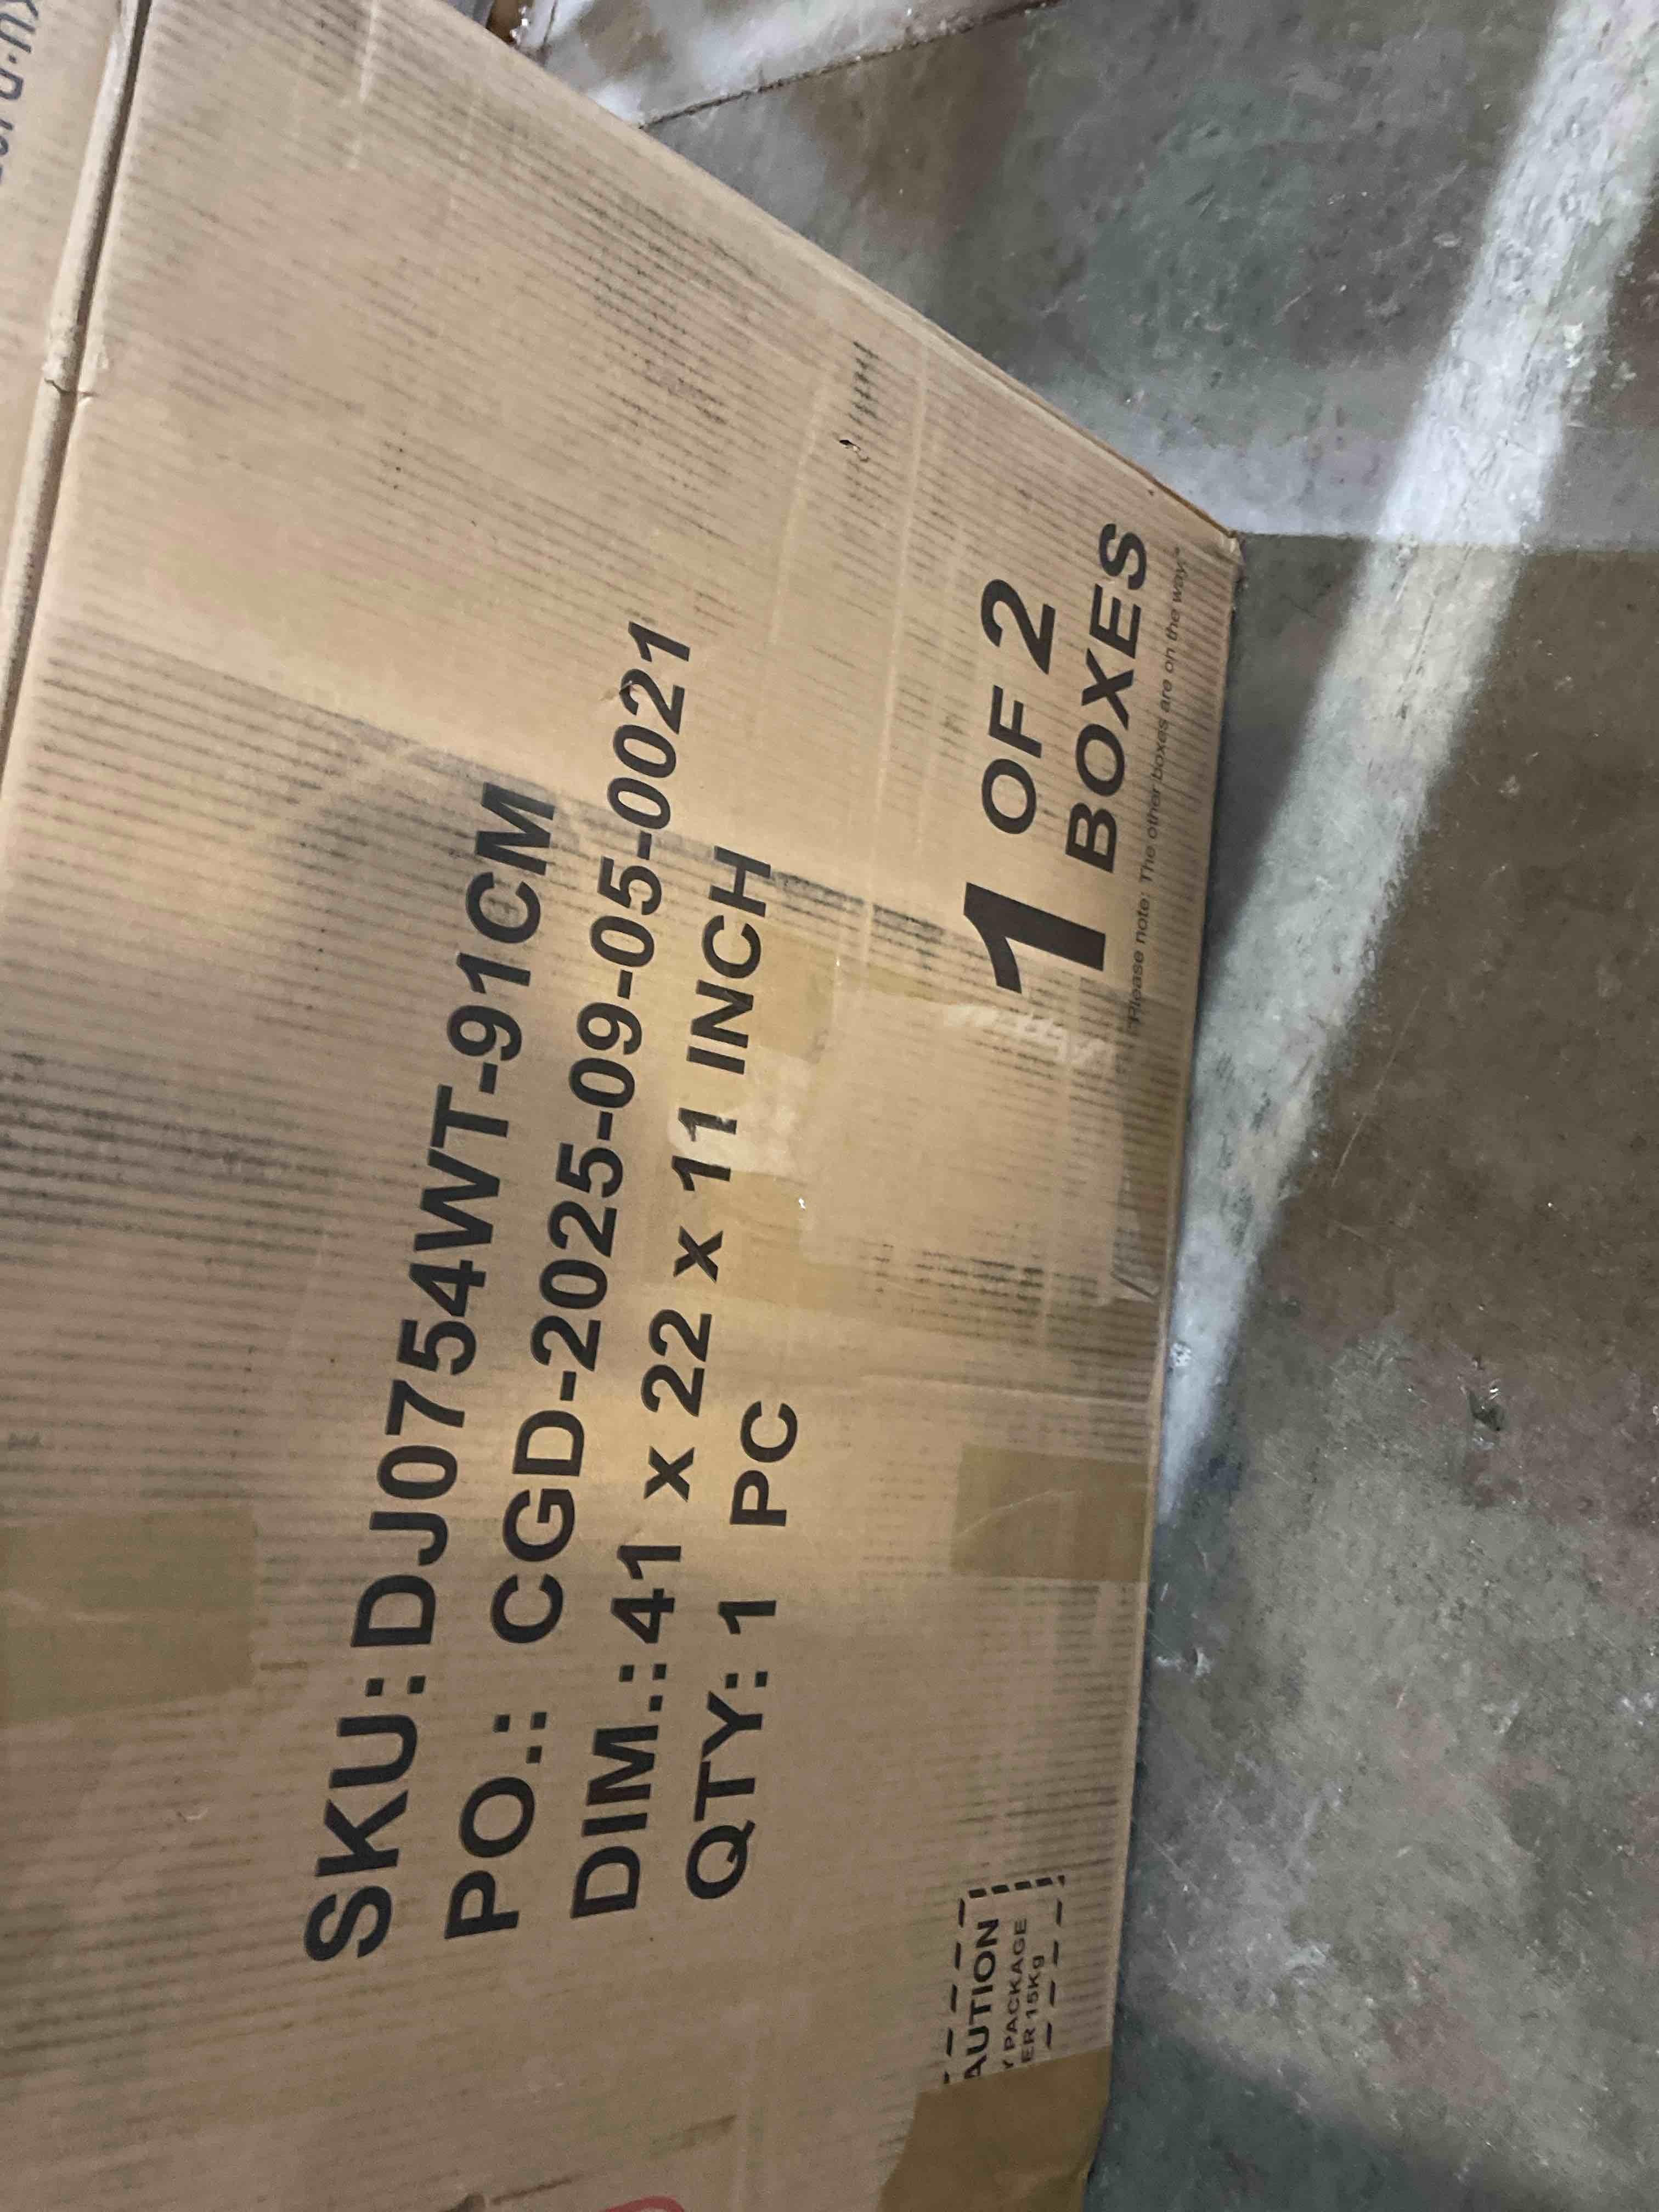 SKU:DJ0754WT-91CM
PO.: CGD-2025-09-05-0021
DIM.:41 x 22 x 11 INCH
QTY: 1 PC
1 OF 2
BOXES
"Please note: The other boxes are on the way."
AUTION
Y PACKAGE
ER 15Kg